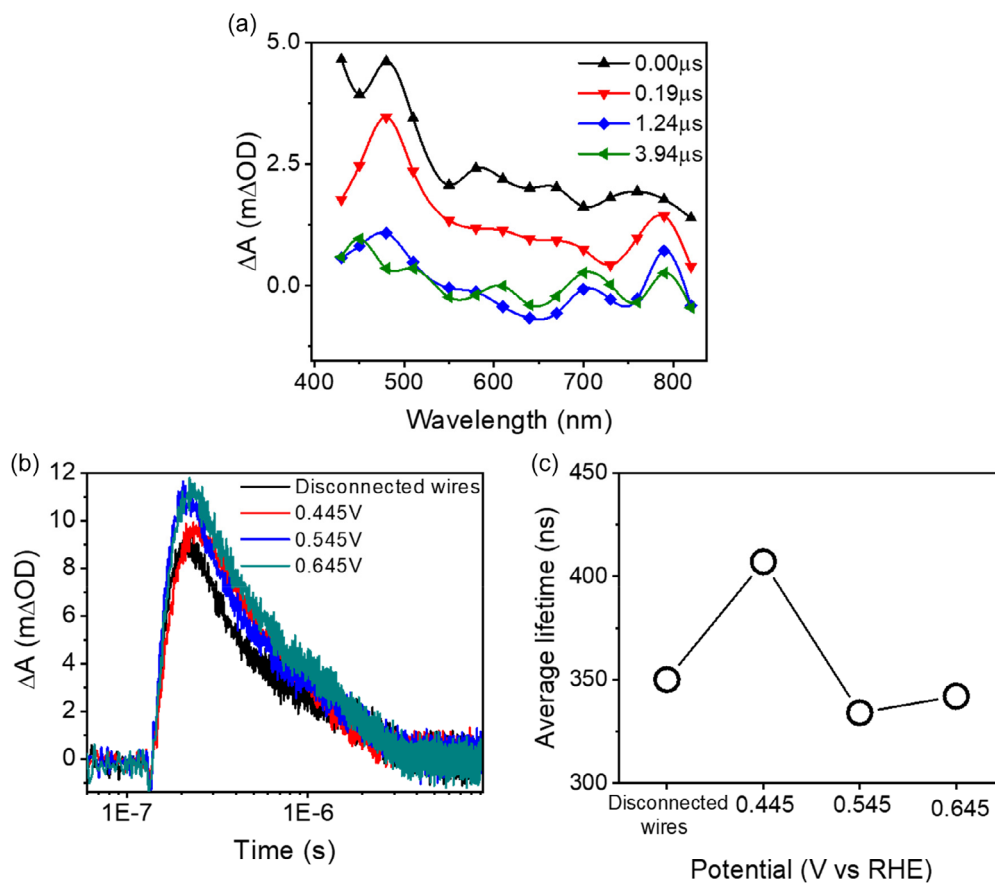 (a)
5.0
2.5
0.0
ΔA (mΔOD)
0.00μs
0.19μs
1.24μs
3.94μs
400
500
600
700
800
Wavelength (nm)
(b)
12
10
8
6
4
2
0
ΔA (mΔOD)
Disconnected wires
0.445V
0.545V
0.645V
1E-7
1E-6
Time (s)
(c)
450
400
350
300
Average lifetime (ns)
Disconnected
wires
0.445
0.545
0.645
Potential (V vs RHE)